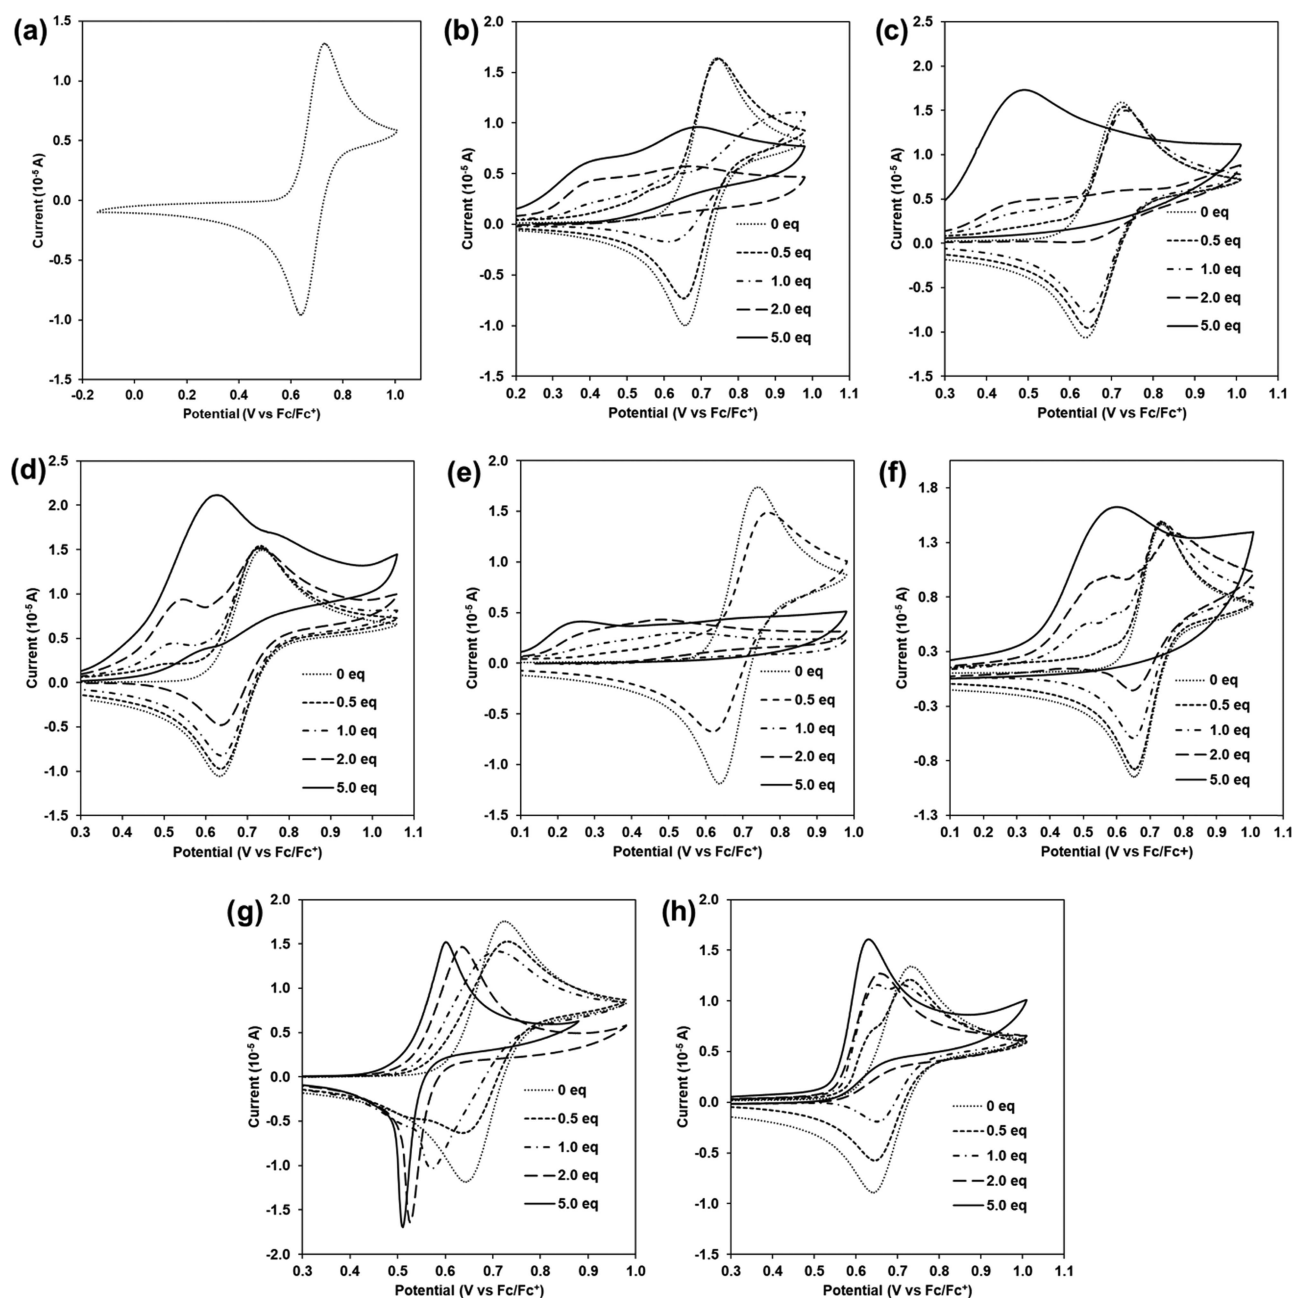 (a)
1.5
1.0
0.5
0.0
-0.5
-1.0
-1.5
Current (10⁻⁵ A)
-0.2 0.0 0.2 0.4 0.6 0.8 1.0
Potential (V vs Fc/Fc⁺)
(b)
2.0
1.5
1.0
0.5
0.0
-0.5
-1.0
-1.5
Current (10⁻⁵ A)
0 eq
0.5 eq
1.0 eq
2.0 eq
5.0 eq
0.2 0.3 0.4 0.5 0.6 0.7 0.8 0.9 1.0 1.1
Potential (V vs Fc/Fc⁺)
(c)
2.5
2.0
1.5
1.0
0.5
0.0
-0.5
-1.0
-1.5
Current (10⁻⁵ A)
0 eq
0.5 eq
1.0 eq
2.0 eq
5.0 eq
0.3 0.4 0.5 0.6 0.7 0.8 0.9 1.0 1.1
Potential (V vs Fc/Fc⁺)
(d)
2.5
2.0
1.5
1.0
0.5
0.0
-0.5
-1.0
-1.5
Current (10⁻⁵ A)
0 eq
0.5 eq
1.0 eq
2.0 eq
5.0 eq
0.3 0.4 0.5 0.6 0.7 0.8 0.9 1.0 1.1
Potential (V vs Fc/Fc⁺)
(e)
2.0
1.5
1.0
0.5
0.0
-0.5
-1.0
-1.5
Current (10⁻⁵ A)
0 eq
0.5 eq
1.0 eq
2.0 eq
5.0 eq
0.1 0.2 0.3 0.4 0.5 0.6 0.7 0.8 0.9 1.0
Potential (V vs Fc/Fc⁺)
(f)
1.8
1.3
0.8
0.3
-0.3
-0.8
-1.3
Current (10⁻⁵ A)
0 eq
0.5 eq
1.0 eq
2.0 eq
5.0 eq
0.1 0.2 0.3 0.4 0.5 0.6 0.7 0.8 0.9 1.0 1.1
Potential (V vs Fc/Fc+)
(g)
2.0
1.5
1.0
0.5
0.0
-0.5
-1.0
-1.5
-2.0
Current (10⁻⁵ A)
0 eq
0.5 eq
1.0 eq
2.0 eq
5.0 eq
0.3 0.4 0.5 0.6 0.7 0.8 0.9 1.0
Potential (V vs Fc/Fc⁺)
(h)
2.0
1.5
1.0
0.5
0.0
-0.5
-1.0
-1.5
Current (10⁻⁵ A)
0 eq
0.5 eq
1.0 eq
2.0 eq
5.0 eq
0.3 0.4 0.5 0.6 0.7 0.8 0.9 1.0 1.1
Potential (V vs Fc/Fc⁺)